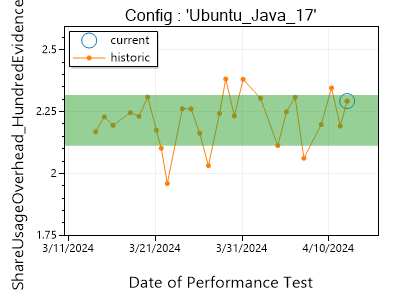 Config : 'Ubuntu_Java_17'
ShareUsageOverhead_HundredEvidence
current
historic
2.5
2.25
2
1.75
3/11/2024
3/21/2024
3/31/2024
4/10/2024
Date of Performance Test